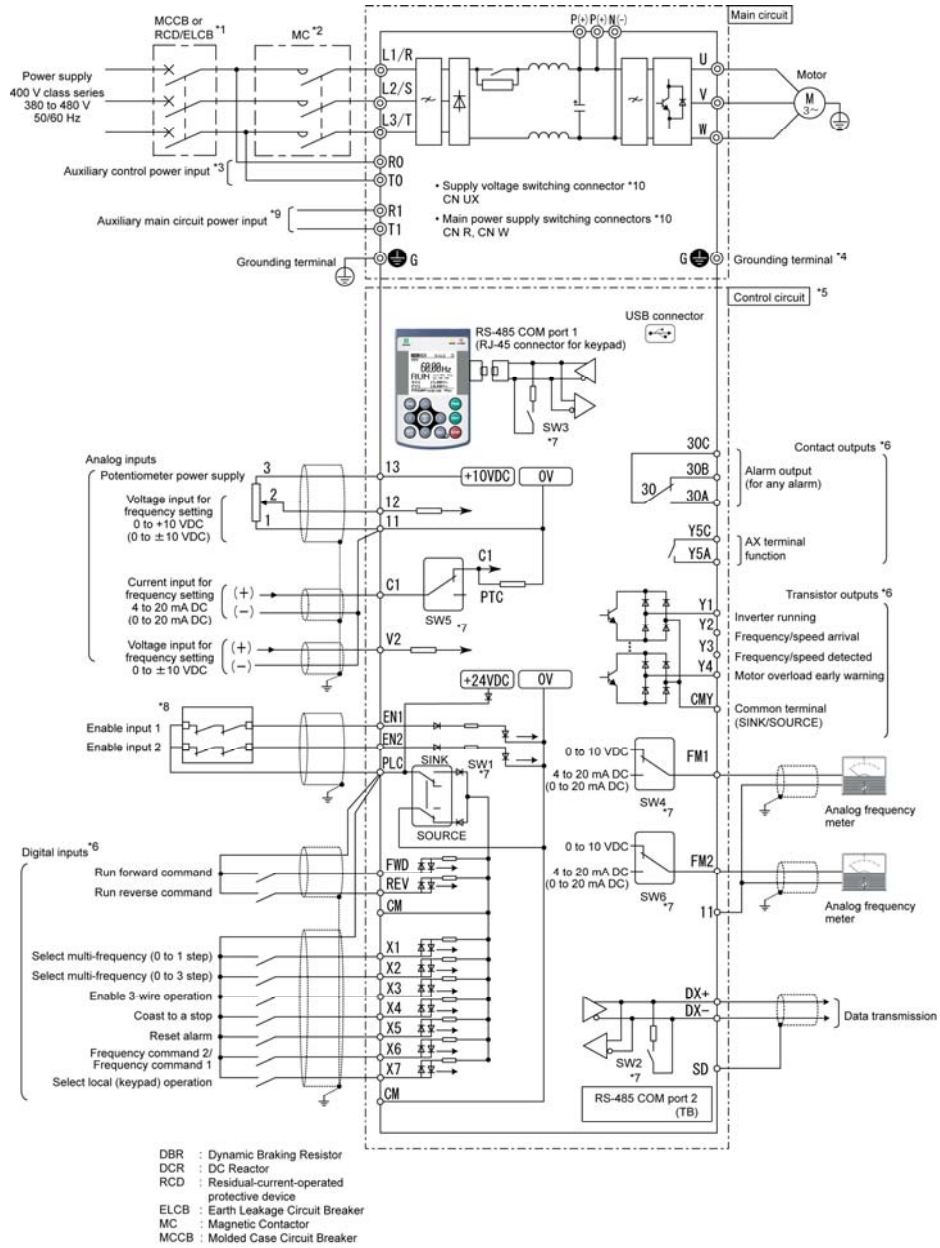 MCCB or
RCD/ELCB *1
MC *2
P(+) P(+) N(-)
Main circuit
Power supply
400 V class series
380 to 480 V
50/60 Hz
L1/R
L2/S
L3/T
U
V
W
Motor
M
3~
Auxiliary control power input *3
R0
T0
Auxiliary main circuit power input *9
R1
T1
• Supply voltage switching connector *10
CN UX
• Main power supply switching connectors *10
CN R, CN W
Grounding terminal
G
G
Grounding terminal *4
Control circuit *5
USB connector
RS-485 COM port 1
(RJ-45 connector for keypad)
60.00Hz
RUN
SW3
*7
Analog inputs
Potentiometer power supply
3
2
1
Voltage input for
frequency setting
0 to +10 VDC
(0 to ±10 VDC)
13
12
11
+10VDC
0V
Current input for
frequency setting
4 to 20 mA DC
(0 to 20 mA DC)
(+)
(−)
C1
C1
PTC
SW5
*7
Voltage input for
frequency setting
0 to ±10 VDC
(+)
(−)
V2
30C
30B
30
30A
Contact outputs *6
Alarm output
(for any alarm)
Y5C
Y5A
AX terminal
function
Transistor outputs *6
Y1
Inverter running
Y2
Frequency/speed arrival
Y3
Frequency/speed detected
Y4
Motor overload early warning
CMY
Common terminal
(SINK/SOURCE)
+24VDC
0V
*8
Enable input 1
Enable input 2
EN1
EN2
PLC
SINK
SW1
*7
SOURCE
0 to 10 VDC
4 to 20 mA DC
(0 to 20 mA DC)
SW4
*7
FM1
Analog frequency
meter
0 to 10 VDC
4 to 20 mA DC
(0 to 20 mA DC)
SW6
*7
FM2
11
Analog frequency
meter
Digital inputs *6
Run forward command
Run reverse command
FWD
REV
CM
Select multi-frequency (0 to 1 step)
Select multi-frequency (0 to 3 step)
Enable 3-wire operation
Coast to a stop
Reset alarm
Frequency command 2/
Frequency command 1
Select local (keypad) operation
X1
X2
X3
X4
X5
X6
X7
CM
DX+
DX−
Data transmission
SW2
*7
SD
RS-485 COM port 2
(TB)
DBR : Dynamic Braking Resistor
DCR : DC Reactor
RCD : Residual-current-operated
protective device
ELCB : Earth Leakage Circuit Breaker
MC : Magnetic Contactor
MCCB : Molded Case Circuit Breaker